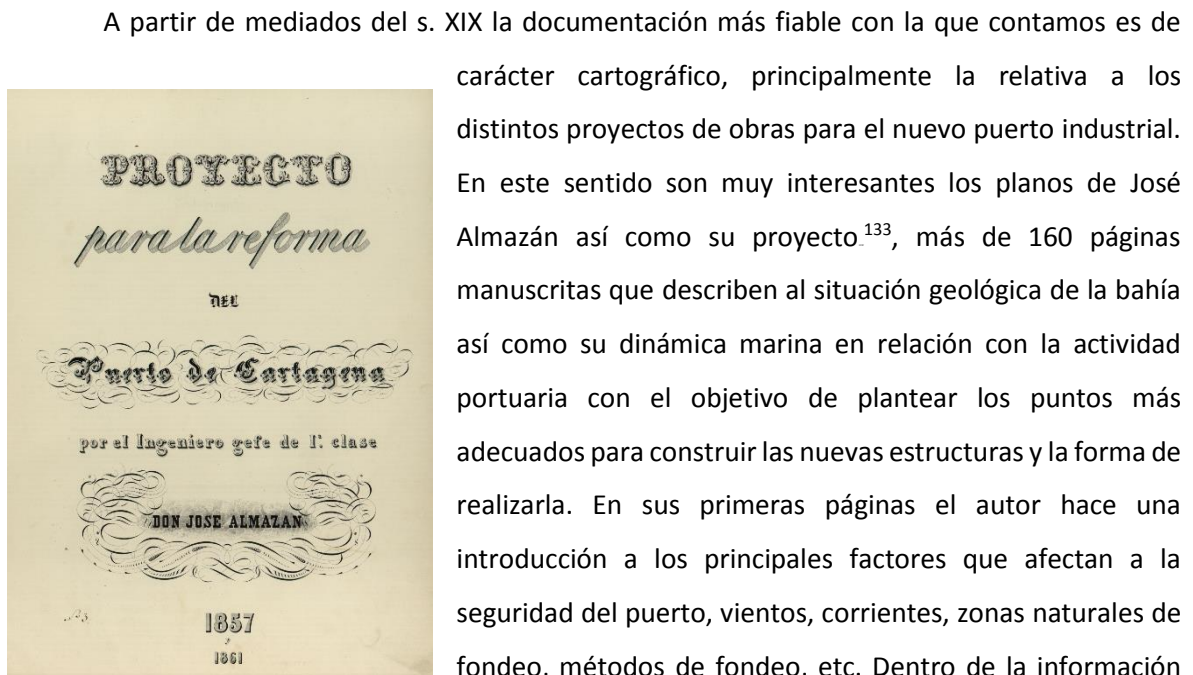 A partir de mediados del s. XIX la documentación más fiable con la que contamos es de
carácter cartográfico, principalmente la relativa a los
distintos proyectos de obras para el nuevo puerto industrial.
En este sentido son muy interesantes los planos de José
Almazán así como su proyecto.133, más de 160 páginas
manuscritas que describen al situación geológica de la bahía
así como su dinámica marina en relación con la actividad
portuaria con el objetivo de plantear los puntos más
adecuados para construir las nuevas estructuras y la forma de
realizarla. En sus primeras páginas el autor hace una
introducción a los principales factores que afectan a la
seguridad del puerto, vientos, corrientes, zonas naturales de
fondeo, métodos de fondeo, etc. Dentro de la información
PROYECTO
para la reforma
DEL
Puerto de Cartagena
por el Ingeniero gefe de 1ª. clase
DON JOSE ALMAZAN
1857
y
1861